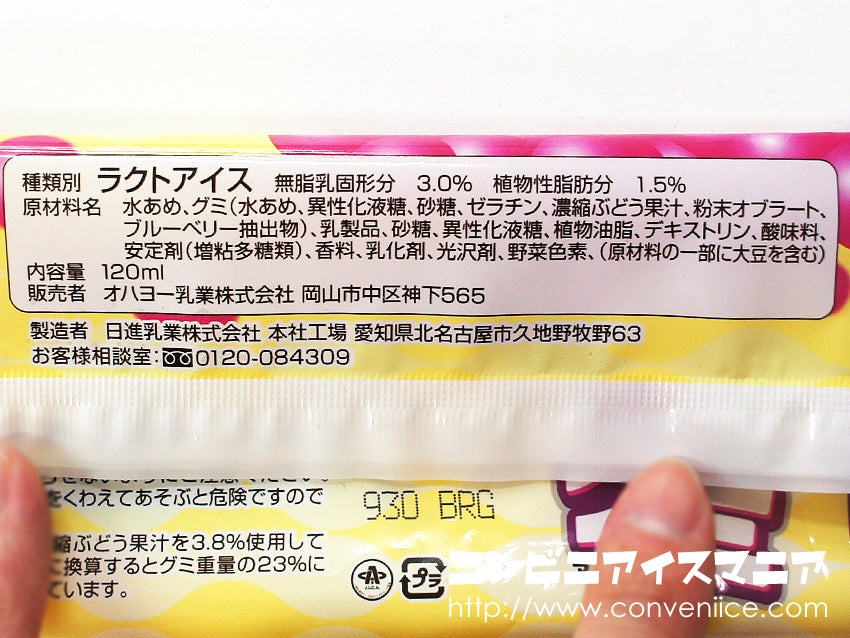 種類別 ラクトアイス 無脂乳固形分 3.0% 植物性脂肪分 1.5%
原材料名 水あめ、グミ(水あめ、異性化液糖、砂糖、ゼラチン、濃縮ぶどう果汁、粉末オブラート、
ブルーベリー抽出物)、乳製品、砂糖、異性化液糖、植物油脂、デキストリン、酸味料、
安定剤(増粘多糖類)、香料、乳化剤、光沢剤、野菜色素、(原材料の一部に大豆を含む)
内容量 120ml
販売者 オハヨー乳業株式会社 岡山市中区神下565
製造者 日進乳業株式会社 本社工場 愛知県北名古屋市久地野牧野63
お客様相談室:0120-084309
をくわえてあそぶと危険ですので
930 BRG
縮ぶどう果汁を3.8%使用して
換算するとグミ重量の23%に
ています。
プラ
コンビニアイスマニア
http://www.conveniice.com